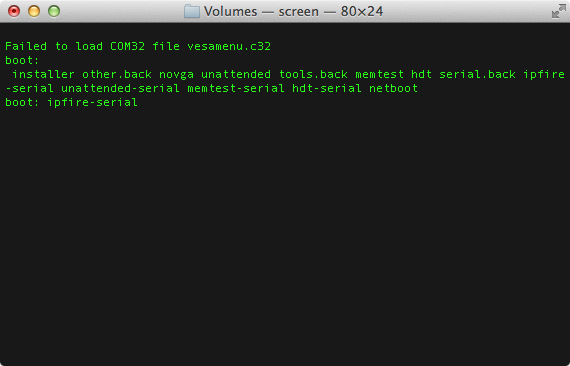 Volumes — screen — 80×24
Failed to load COM32 file vesamenu.c32
boot:
installer other.back novga unattended tools.back memtest hdt serial.back ipfire
-serial unattended-serial memtest-serial hdt-serial netboot
boot: ipfire-serial